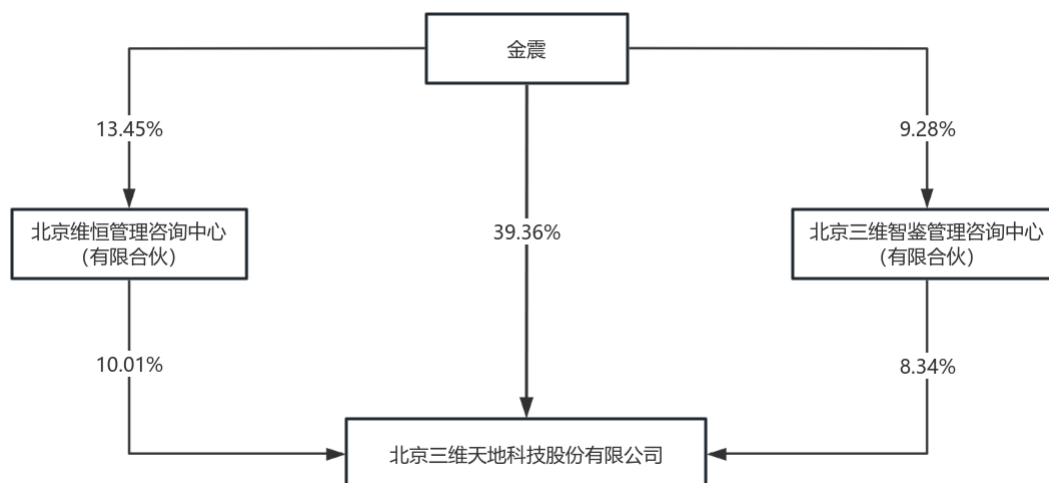 金震
13.45%
9.28%
北京维恒管理咨询中心
（有限合伙）
39.36%
北京三维智鉴管理咨询中心
（有限合伙）
10.01%
8.34%
北京三维天地科技股份有限公司